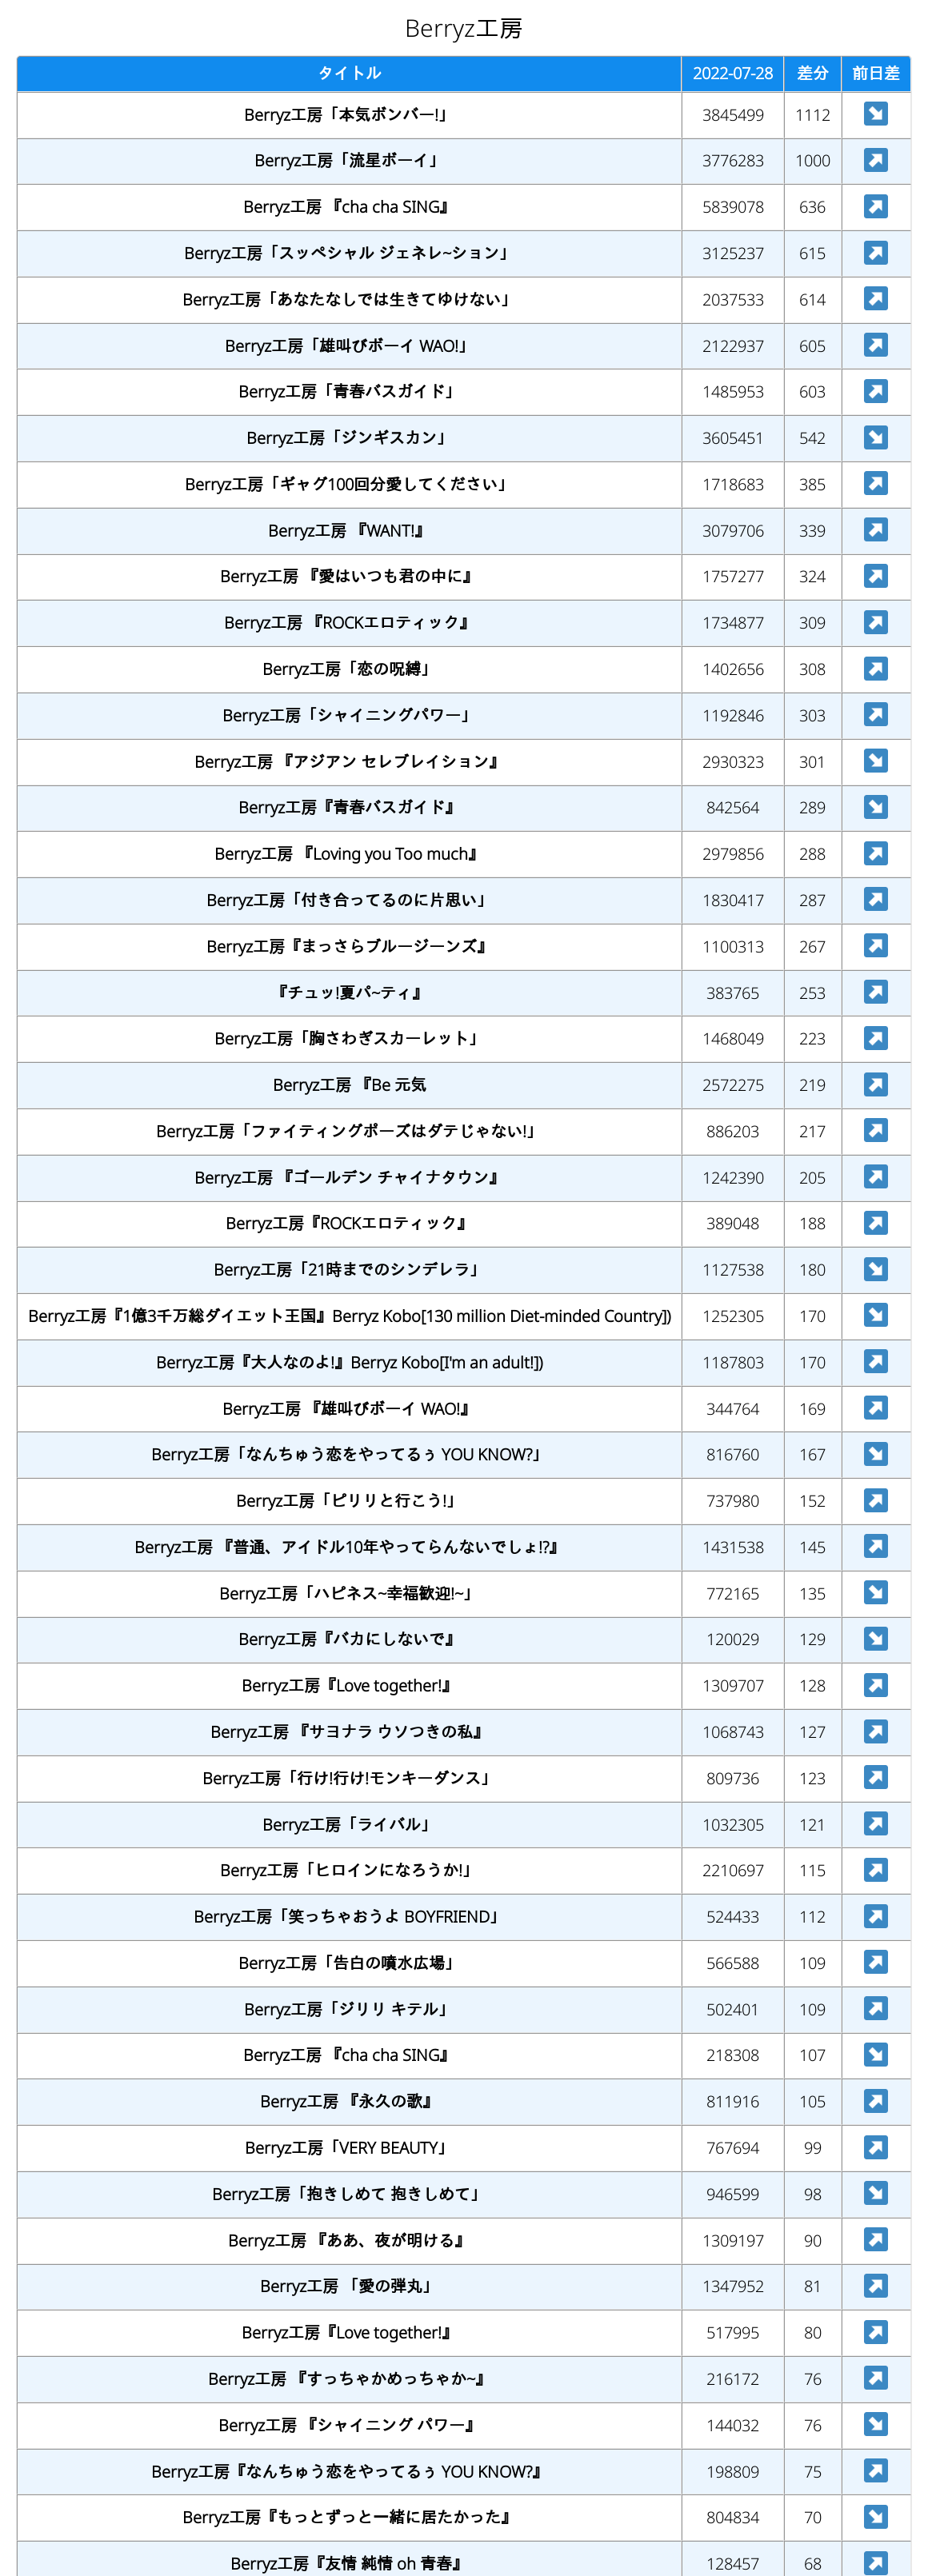 Berryz工房
タイトル 2022-07-28 差分 前日差
Berryz工房「本気ボンバー!」 3845499 1112 ↘
Berryz工房「流星ボーイ」 3776283 1000 ↗
Berryz工房 『cha cha SING』 5839078 636 ↗
Berryz工房「スッペシャル ジェネレ~ション」 3125237 615 ↗
Berryz工房「あなたなしでは生きてゆけない」 2037533 614 ↗
Berryz工房「雄叫びボーイ WAO!」 2122937 605 ↗
Berryz工房「青春バスガイド」 1485953 603 ↗
Berryz工房「ジンギスカン」 3605451 542 ↘
Berryz工房「ギャグ100回分愛してください」 1718683 385 ↗
Berryz工房 『WANT!』 3079706 339 ↗
Berryz工房 『愛はいつも君の中に』 1757277 324 ↗
Berryz工房 『ROCKエロティック』 1734877 309 ↗
Berryz工房「恋の呪縛」 1402656 308 ↗
Berryz工房「シャイニングパワー」 1192846 303 ↗
Berryz工房 『アジアン セレブレイション』 2930323 301 ↘
Berryz工房『青春バスガイド』 842564 289 ↘
Berryz工房 『Loving you Too much』 2979856 288 ↗
Berryz工房「付き合ってるのに片思い」 1830417 287 ↗
Berryz工房『まっさらブルージーンズ』 1100313 267 ↗
『チュッ!夏パ~ティ』 383765 253 ↗
Berryz工房「胸さわぎスカーレット」 1468049 223 ↗
Berryz工房 『Be 元気 2572275 219 ↗
Berryz工房「ファイティングポーズはダテじゃない!」 886203 217 ↗
Berryz工房 『ゴールデン チャイナタウン』 1242390 205 ↗
Berryz工房『ROCKエロティック』 389048 188 ↗
Berryz工房「21時までのシンデレラ」 1127538 180 ↘
Berryz工房『1億3千万総ダイエット王国』Berryz Kobo[130 million Diet-minded Country]) 1252305 170 ↘
Berryz工房『大人なのよ!』Berryz Kobo[I'm an adult!]) 1187803 170 ↗
Berryz工房 『雄叫びボーイ WAO!』 344764 169 ↗
Berryz工房「なんちゅう恋をやってるぅ YOU KNOW?」 816760 167 ↘
Berryz工房「ピリリと行こう!」 737980 152 ↗
Berryz工房 『普通、アイドル10年やってらんないでしょ!?』 1431538 145 ↗
Berryz工房「ハピネス~幸福歓迎!~」 772165 135 ↘
Berryz工房『バカにしないで』 120029 129 ↘
Berryz工房『Love together!』 1309707 128 ↗
Berryz工房 『サヨナラ ウソつきの私』 1068743 127 ↗
Berryz工房「行け!行け!モンキーダンス」 809736 123 ↗
Berryz工房「ライバル」 1032305 121 ↗
Berryz工房「ヒロインになろうか!」 2210697 115 ↗
Berryz工房「笑っちゃおうよ BOYFRIEND」 524433 112 ↗
Berryz工房「告白の噴水広場」 566588 109 ↗
Berryz工房「ジリリ キテル」 502401 109 ↗
Berryz工房 『cha cha SING』 218308 107 ↘
Berryz工房 『永久の歌』 811916 105 ↗
Berryz工房「VERY BEAUTY」 767694 99 ↗
Berryz工房「抱きしめて 抱きしめて」 946599 98 ↘
Berryz工房 『ああ、夜が明ける』 1309197 90 ↗
Berryz工房 「愛の弾丸」 1347952 81 ↗
Berryz工房『Love together!』 517995 80 ↗
Berryz工房 『すっちゃかめっちゃか~』 216172 76 ↗
Berryz工房 『シャイニング パワー』 144032 76 ↘
Berryz工房『なんちゅう恋をやってるぅ YOU KNOW?』 198809 75 ↗
Berryz工房『もっとずっと一緒に居たかった』 804834 70 ↘
Berryz工房『友情 純情 oh 青春』 128457 68 ↗